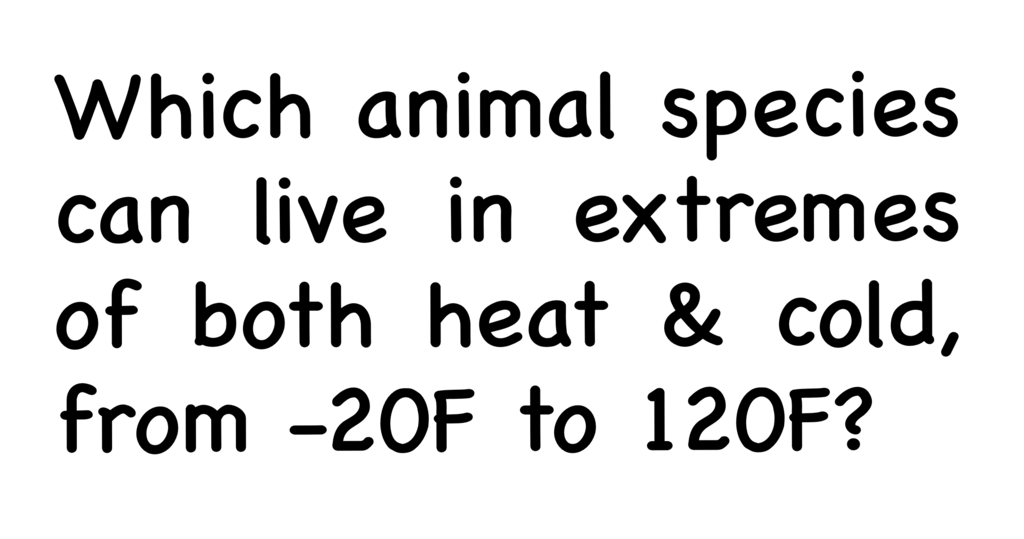 Which animal species
can live in extremes
of both heat & cold,
from -20F to 120F?